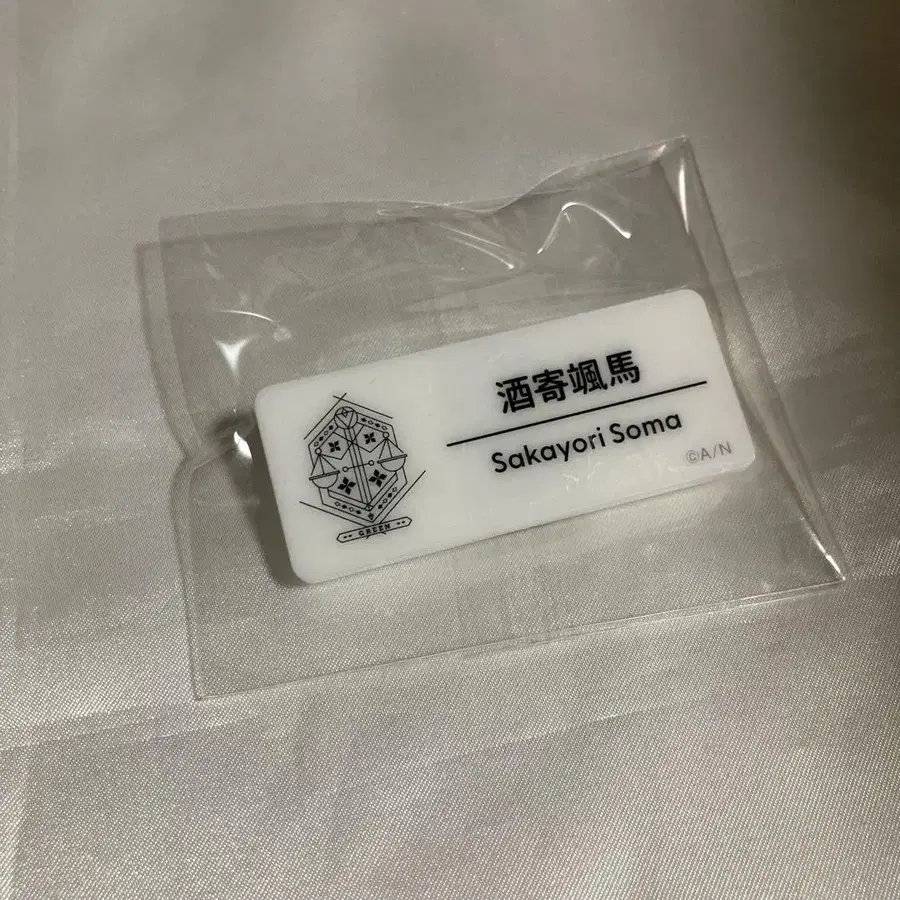 酒寄颯馬
Sakayori Soma
©A/N
GREEN